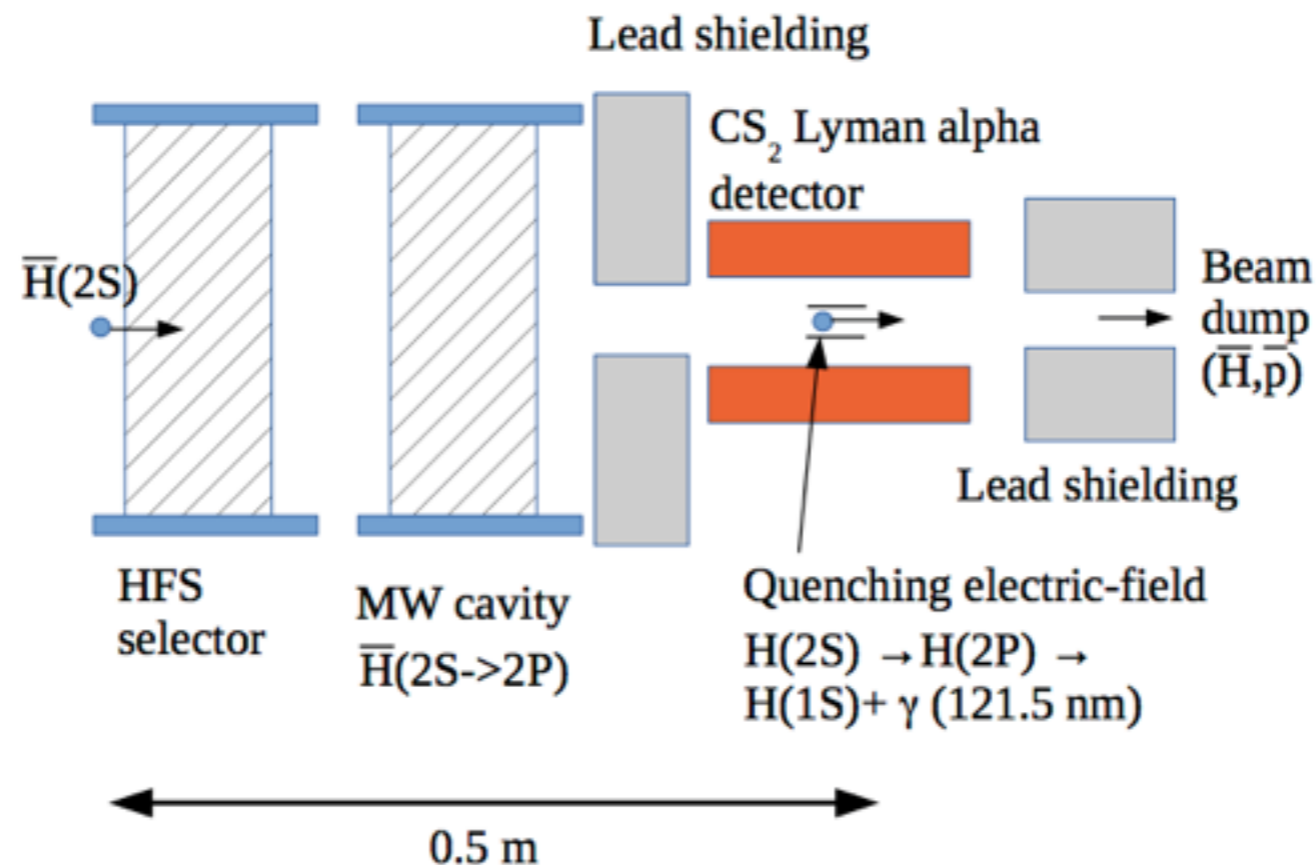 Lead shielding
CS₂ Lyman alpha
detector
H̅(2S)
Beam
dump
(H̅,p̅)
Lead shielding
HFS
selector
MW cavity
H̅(2S->2P)
Quenching electric-field
H(2S) →H(2P) →
H(1S)+ γ (121.5 nm)
0.5 m